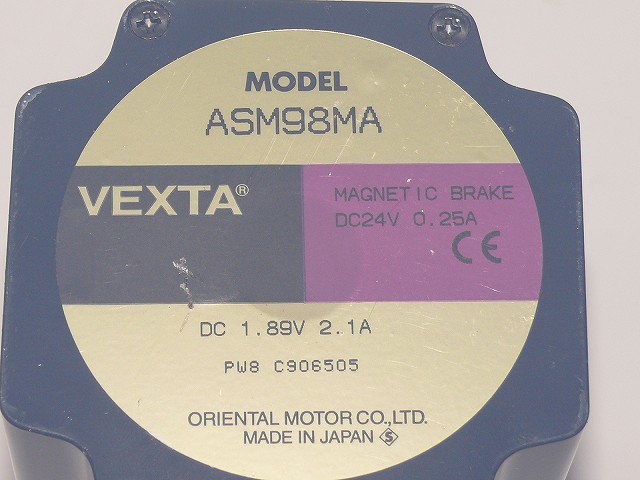 MODEL
ASM98MA
VEXTA®
MAGNETIC BRAKE
DC24V 0.25A
CE
DC 1.89V 2.1A
PW8 C906505
ORIENTAL MOTOR CO.,LTD.
MADE IN JAPAN S